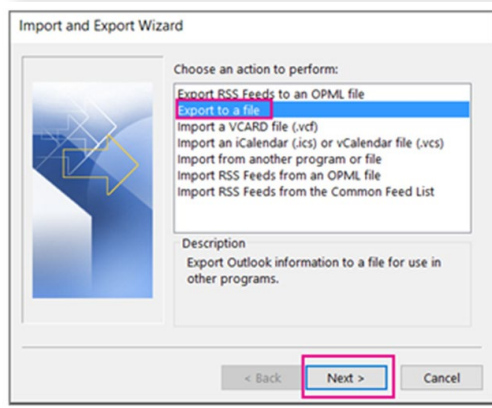 Import and Export Wizard
Choose an action to perform:
Export RSS Feeds to an OPML file
Export to a file
Import a VCARD file (.vcf)
Import an iCalendar (.ics) or vCalendar file (.vcs)
Import from another program or file
Import RSS Feeds from an OPML file
Import RSS Feeds from the Common Feed List
Description
Export Outlook information to a file for use in
other programs.
< Back Next > Cancel